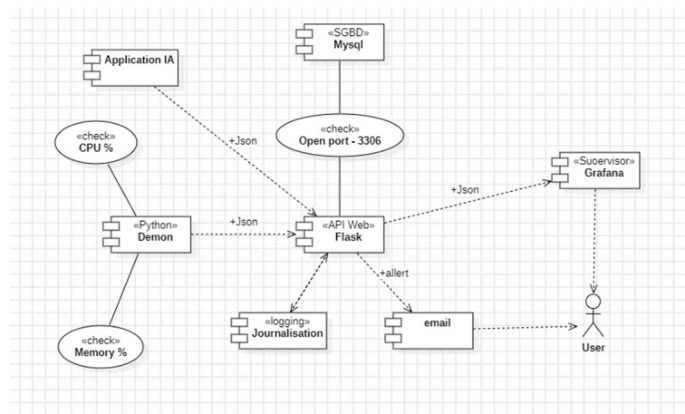 «SGBD»
Mysql
Application IA
«check»
CPU %
+Json
«check»
Open port - 3306
«Suoervisor»
Grafana
+Json
«Python»
Demon
+Json
«API Web»
Flask
+allert
«logging»
Journalisation
email
«check»
Memory %
User